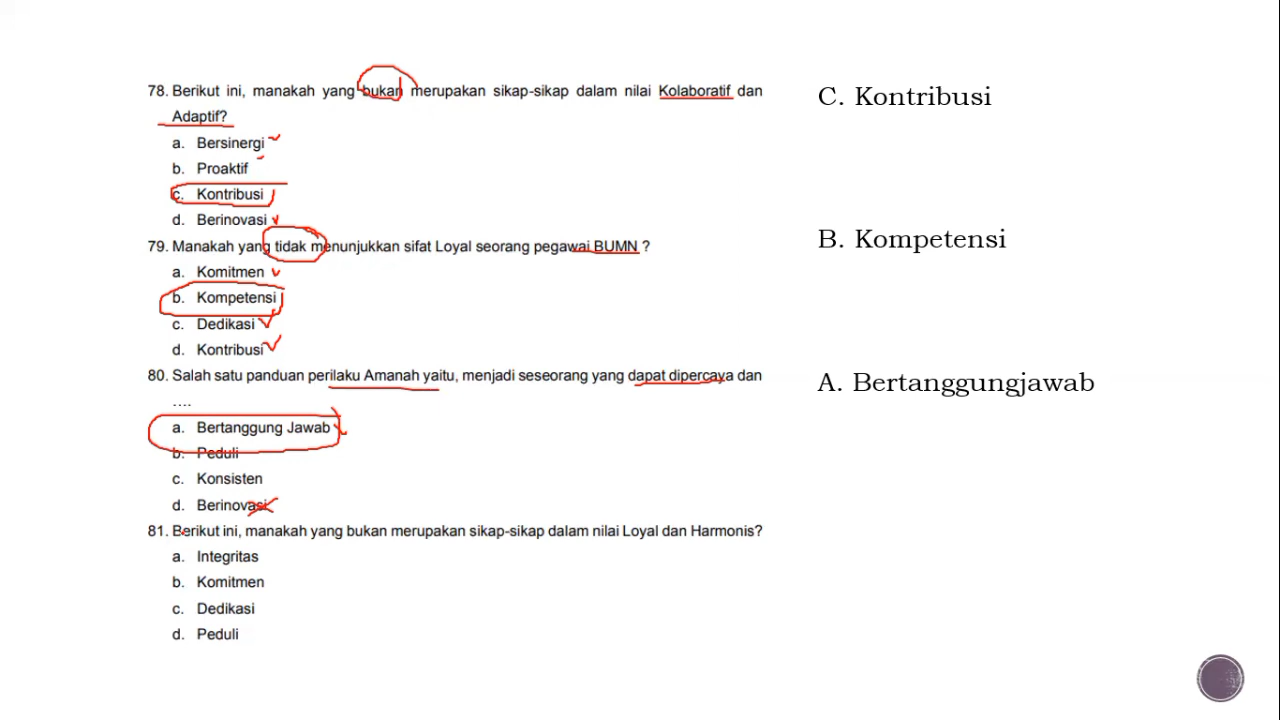 78. Berikut ini, manakah yang bukan merupakan sikap-sikap dalam nilai Kolaboratif dan
Adaptif?
a. Bersinergi
b. Proaktif
c. Kontribusi
d. Berinovasi
79. Manakah yang tidak menunjukkan sifat Loyal seorang pegawai BUMN ?
a. Komitmen
b. Kompetensi
c. Dedikasi
d. Kontribusi
80. Salah satu panduan perilaku Amanah yaitu, menjadi seseorang yang dapat dipercaya dan
....
a. Bertanggung Jawab
b. Peduli
c. Konsisten
d. Berinovasi
81. Berikut ini, manakah yang bukan merupakan sikap-sikap dalam nilai Loyal dan Harmonis?
a. Integritas
b. Komitmen
c. Dedikasi
d. Peduli
C. Kontribusi
B. Kompetensi
A. Bertanggungjawab